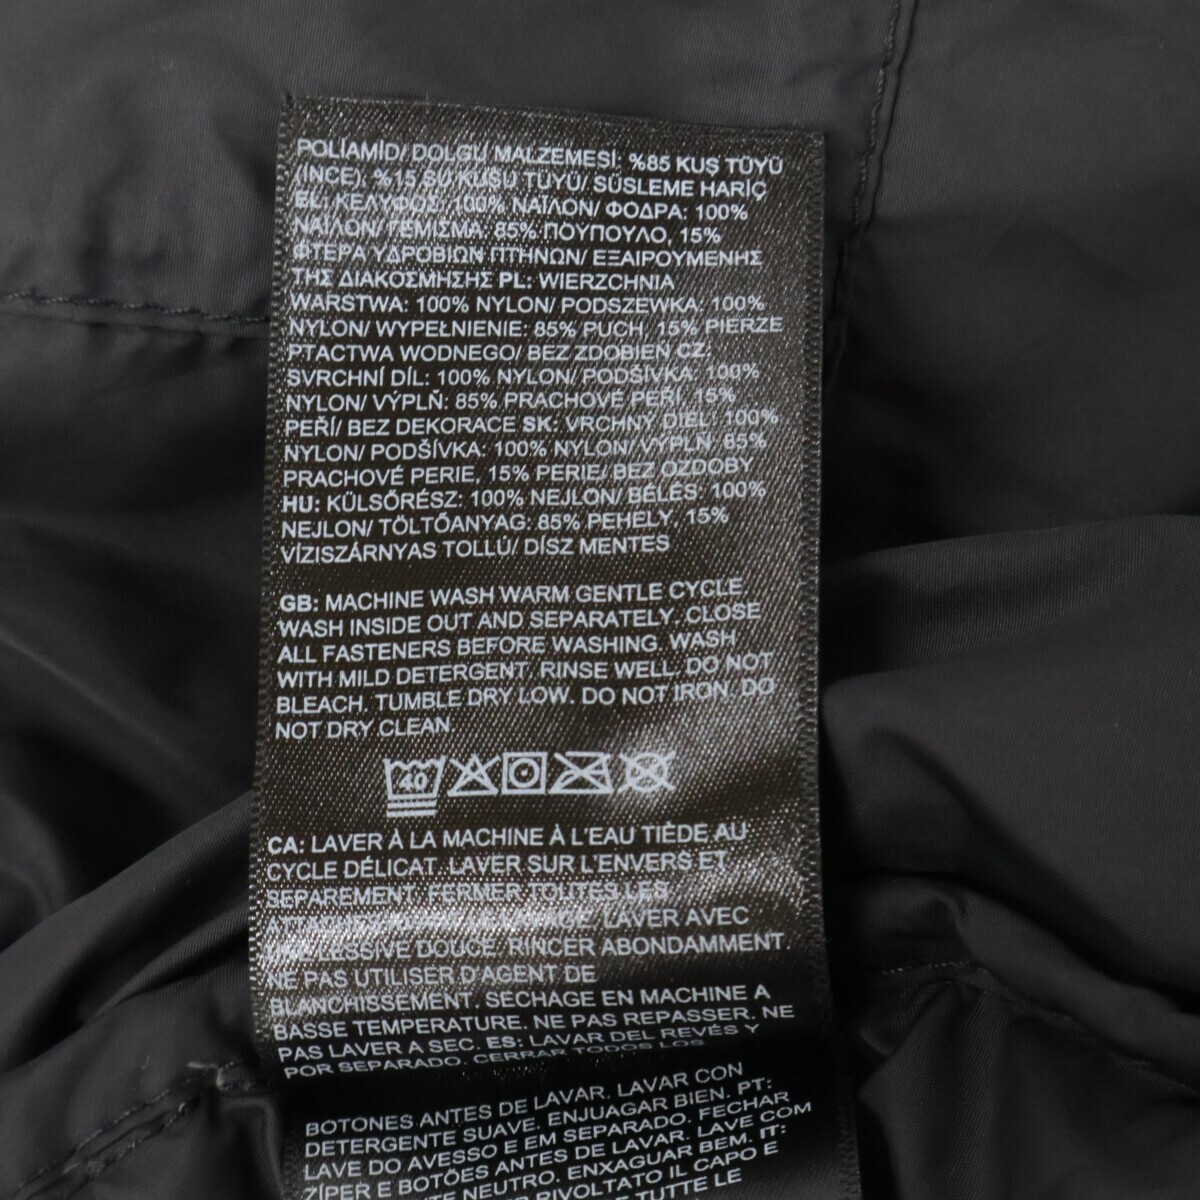 POLİAMİD/ DOLGU MALZEMESİ: %85 KUŞ TÜYÜ
(İNCE), %15 SU KUŞU TÜYÜ/ SÜSLEME HARİÇ
EL: ΚΕΛΥΦΟΣ: 100% ΝΑΪΛΟΝ/ ΦΟΔΡΑ: 100%
ΝΑΪΛΟΝ/ ΓΕΜΙΣΜΑ: 85% ΠΟΥΠΟΥΛΟ, 15%
ΦΤΕΡΑ ΥΔΡΟΒΙΩΝ ΠΤΗΝΩΝ/ ΕΞΑΙΡΟΥΜΕΝΗΣ
ΤΗΣ ΔΙΑΚΟΣΜΗΣΗΣ PL: WIERZCHNIA
WARSTWA: 100% NYLON/ PODSZEWKA: 100%
NYLON/ WYPEŁNIENIE: 85% PUCH, 15% PIERZE
PTACTWA WODNEGO/ BEZ ZDOBIEŃ CZ:
SVRCHNÍ DÍL: 100% NYLON/ PODŠÍVKA: 100%
NYLON/ VÝPLŇ: 85% PRACHOVÉ PEŘÍ, 15%
PEŘÍ/ BEZ DEKORACE SK: VRCHNÝ DIEL: 100%
NYLON/ PODŠÍVKA: 100% NYLON/ VÝPLŇ: 85%
PRACHOVÉ PERIE, 15% PERIE/ BEZ OZDOBY
HU: KÜLSŐRÉSZ: 100% NEJLON/ BÉLÉS: 100%
NEJLON/ TÖLTŐANYAG: 85% PEHELY, 15%
VÍZISZÁRNYAS TOLLÚ/ DÍSZ MENTES
GB: MACHINE WASH WARM GENTLE CYCLE
WASH INSIDE OUT AND SEPARATELY. CLOSE
ALL FASTENERS BEFORE WASHING. WASH
WITH MILD DETERGENT. RINSE WELL. DO NOT
BLEACH. TUMBLE DRY LOW. DO NOT IRON. DO
NOT DRY CLEAN.
40
CA: LAVER À LA MACHINE À L'EAU TIÈDE AU
CYCLE DÉLICAT. LAVER SUR L'ENVERS ET
SEPAREMENT. FERMER TOUTES LES
LAVER AVEC
LESSIVE DOUCE. RINCER ABONDAMMENT.
NE PAS UTILISER D'AGENT DE
BLANCHISSEMENT. SECHAGE EN MACHINE A
BASSE TEMPERATURE. NE PAS REPASSER. NE
PAS LAVER A SEC. ES: LAVAR DEL REVÉS Y
POR SEPARADO. CERRAR TODOS LOS
BOTONES ANTES DE LAVAR. LAVAR CON
DETERGENTE SUAVE. ENJUAGAR BIEN. PT:
LAVE DO AVESSO E EM SEPARADO. FECHAR
ZÍPER E BOTÕES ANTES DE LAVAR. LAVE COM
NEUTRO. ENXAGUAR BEM. IT:
RIVOLTATO IL CAPO E
TUTTE LE